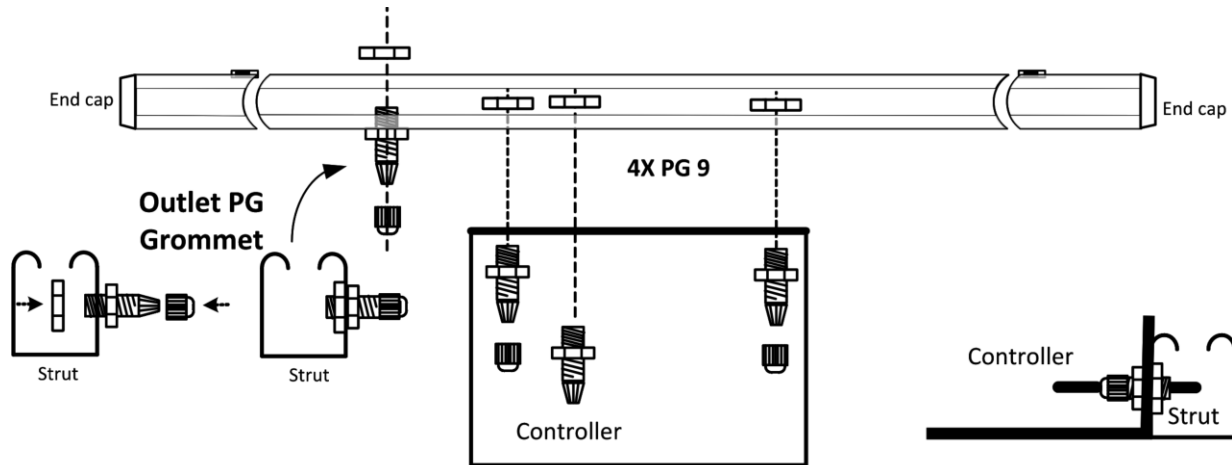 End cap
End cap
4X PG 9
Outlet PG
Grommet
Strut
Strut
Controller
Controller
Strut